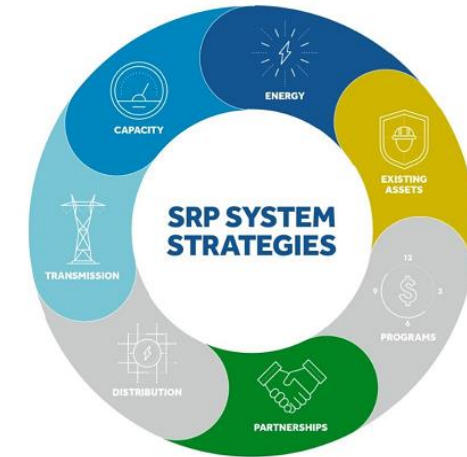 SRP SYSTEM
STRATEGIES
ENERGY
EXISTING
ASSETS
12
9
3
6
PROGRAMS
PARTNERSHIPS
DISTRIBUTION
TRANSMISSION
CAPACITY